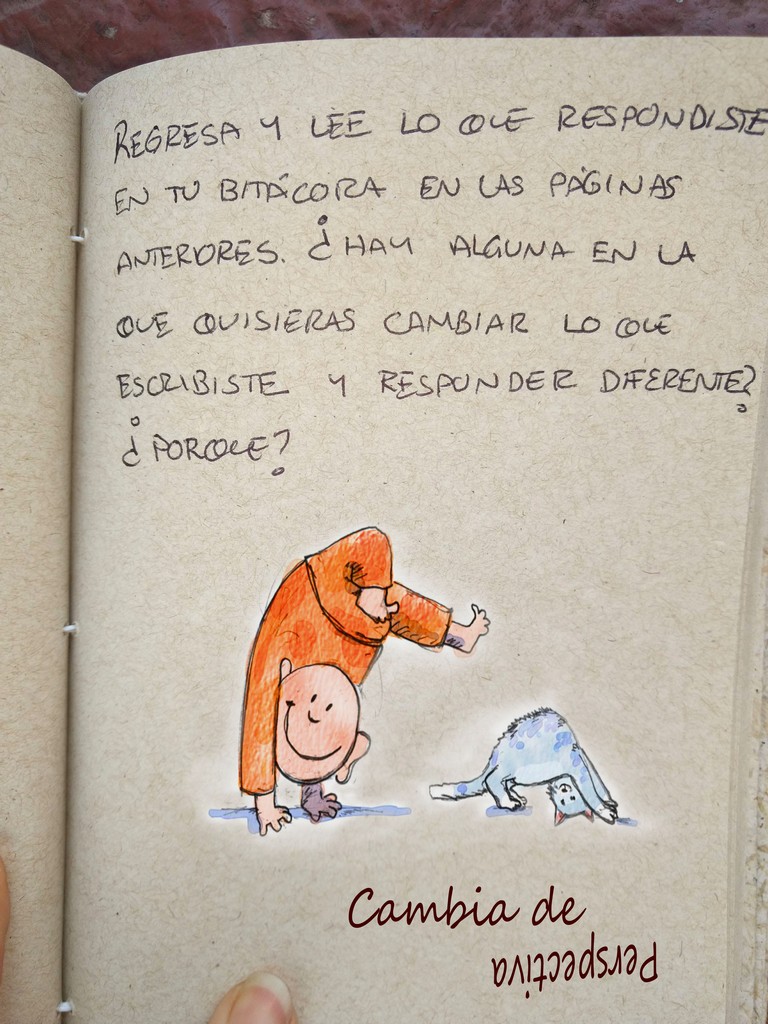 REGRESA Y LEE LO QUE RESPONDISTE
EN TU BITÁCORA EN LAS PÁGINAS
ANTERIORES. ¿HAY ALGUNA EN LA
QUE QUISIERAS CAMBIAR LO QUE
ESCRIBISTE Y RESPONDER DIFERENTE?
¿PORQUE?
Cambia de
Perspectiva